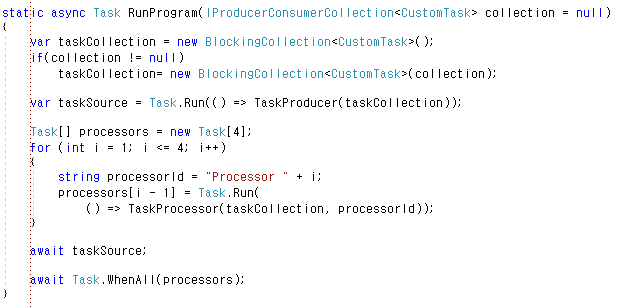 static async Task RunProgram(IProducerConsumerCollection<CustomTask> collection = null)
{
    var taskCollection = new BlockingCollection<CustomTask>();
    if(collection != null)
        taskCollection= new BlockingCollection<CustomTask>(collection);

    var taskSource = Task.Run(() => TaskProducer(taskCollection));

    Task[] processors = new Task[4];
    for (int i = 1; i <= 4; i++)
    {
        string processorId = "Processor " + i;
        processors[i - 1] = Task.Run(
            () => TaskProcessor(taskCollection, processorId));
    }

    await taskSource;

    await Task.WhenAll(processors);
}